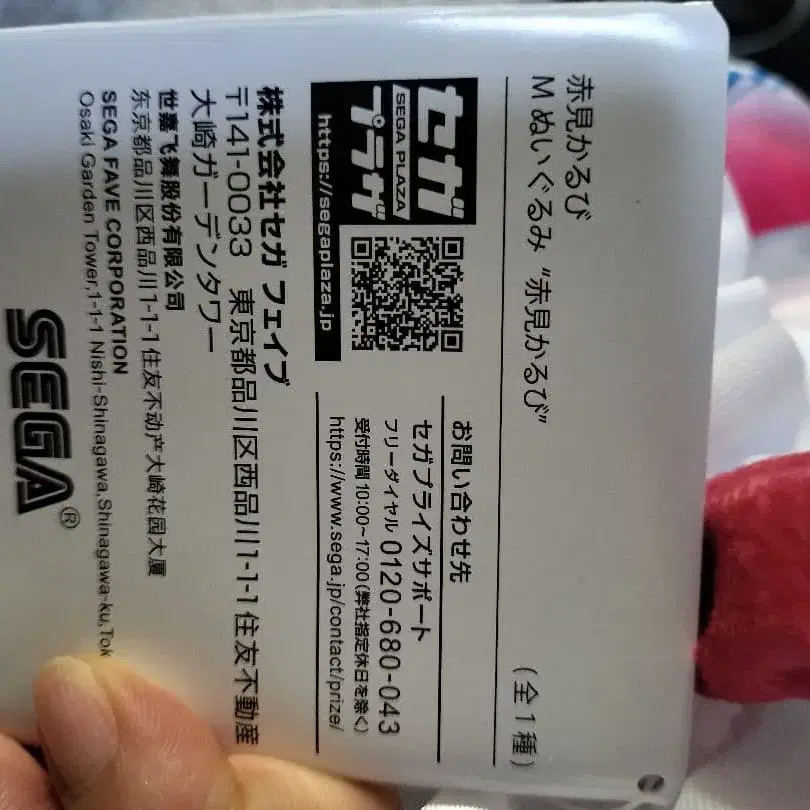 赤見かるび
M ぬいぐるみ “赤見かるび”
(全1種)
セガ
SEGA PLAZA
プラザ
https://segaplaza.jp
お問い合わせ先
セガプライズサポート
フリーダイヤル 0120-680-043
受付時間 10:00~17:00 (弊社指定休日を除く)
https://www.sega.jp/contact/prize/
株式会社セガ フェイブ
〒141-0033 東京都品川区西品川1-1-1 住友不動産
大崎ガーデンタワー
世嘉飞舞股份有限公司
东京都品川区西品川1-1-1 住友不动产大崎花园大厦
SEGA FAVE CORPORATION
Osaki Garden Tower,1-1-1 Nishi-Shinagawa,Shinagawa-ku,Tok
SEGA®